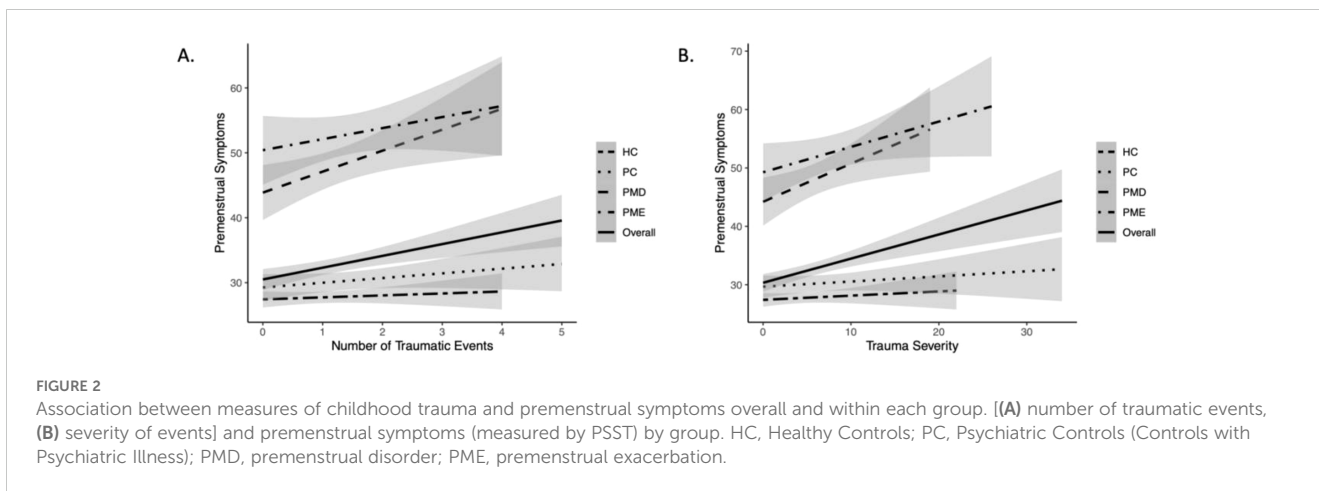 A.
Premenstrual Symptoms
60
50
40
30
0 1 2 3 4 5
Number of Traumatic Events
HC
PC
PMD
PME
Overall
B.
Premenstrual Symptoms
70
60
50
40
30
0 10 20 30
Trauma Severity
HC
PC
PMD
PME
Overall
FIGURE 2
Association between measures of childhood trauma and premenstrual symptoms overall and within each group. [(A) number of traumatic events,
(B) severity of events] and premenstrual symptoms (measured by PSST) by group. HC, Healthy Controls; PC, Psychiatric Controls (Controls with
Psychiatric Illness); PMD, premenstrual disorder; PME, premenstrual exacerbation.